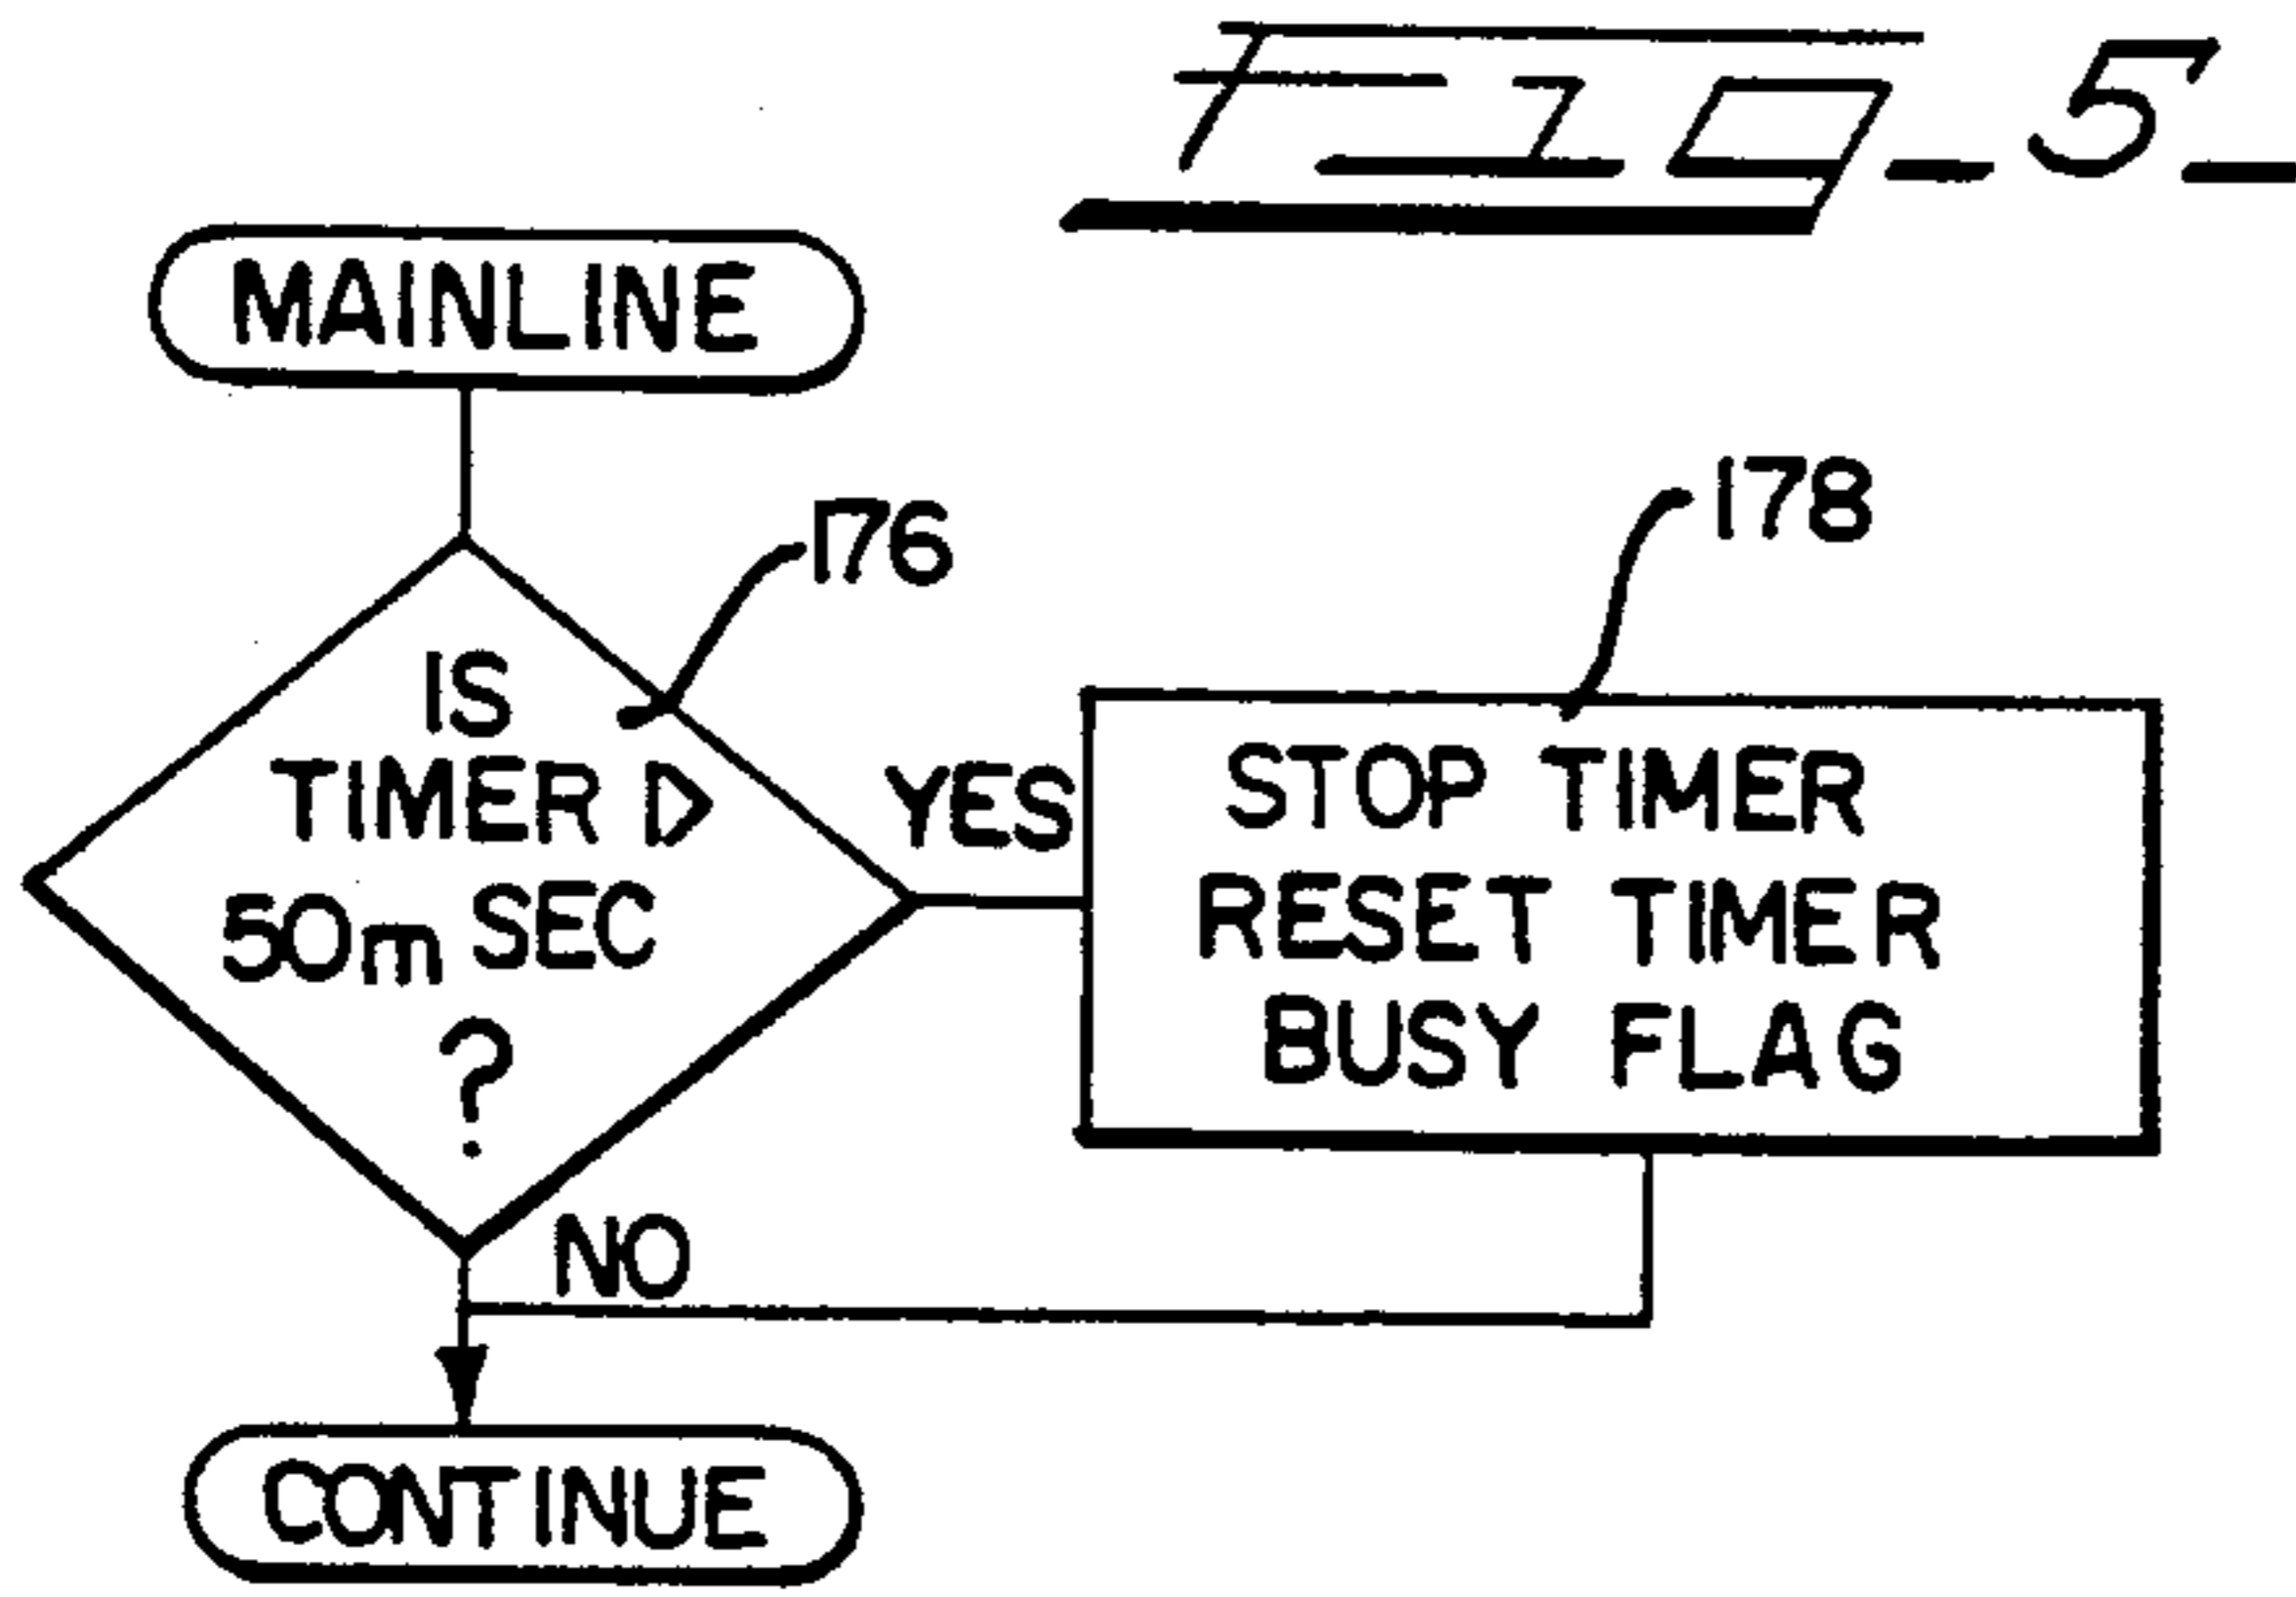 Fig_5_
MAINLINE
176
178
IS
TIMER D
50m SEC
?
YES
STOP TIMER
RESET TIMER
BUSY FLAG
NO
CONTINUE